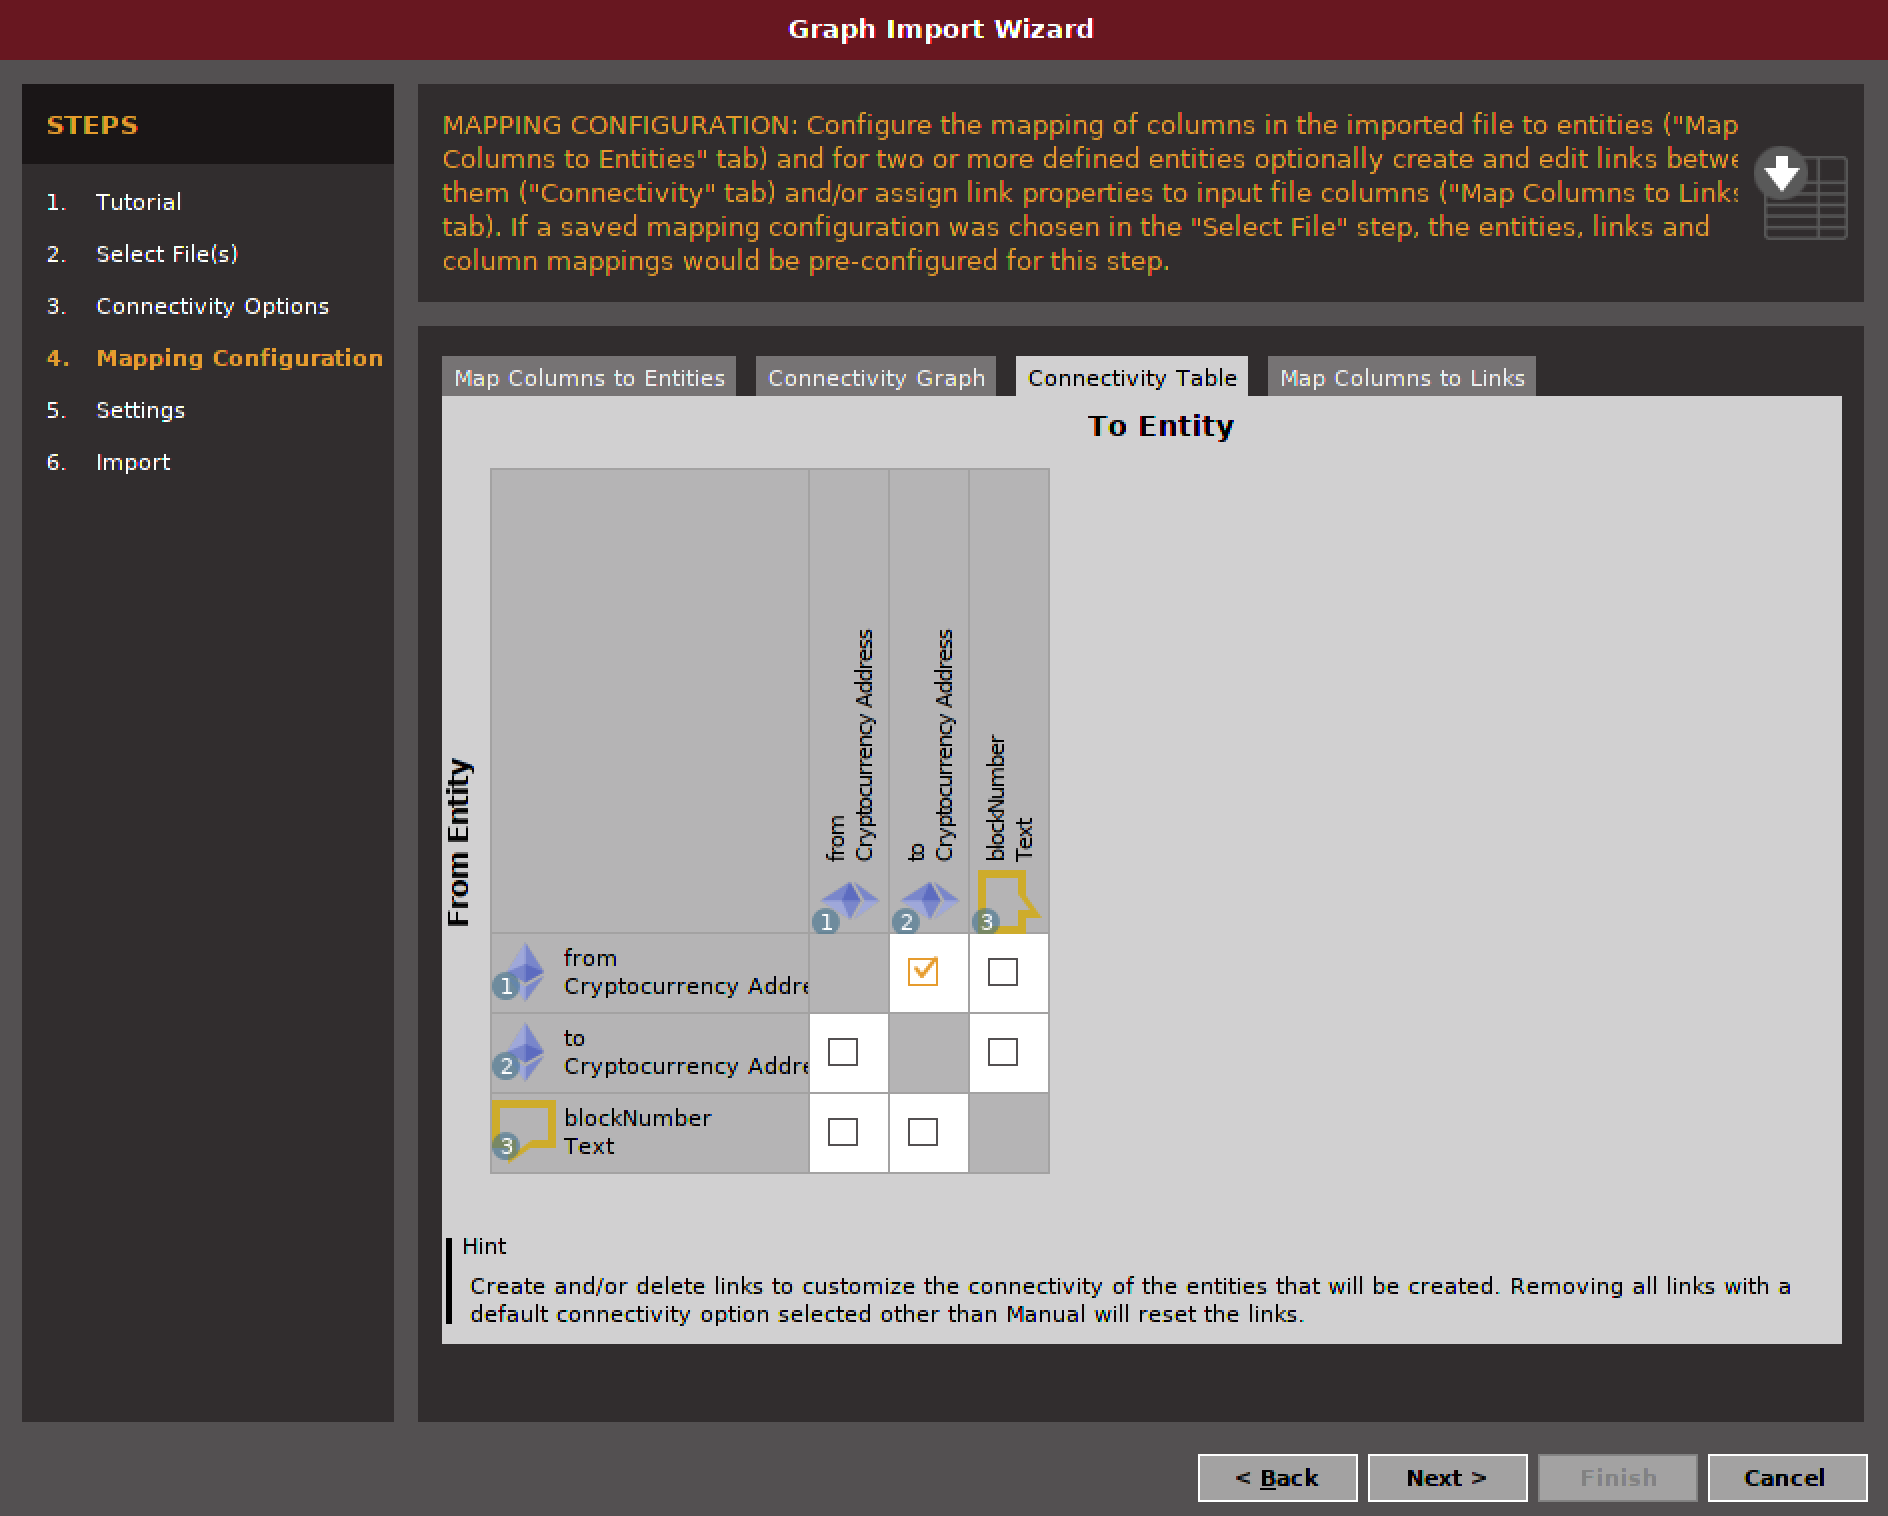 Graph Import Wizard
STEPS
1. Tutorial
2. Select File(s)
3. Connectivity Options
4. Mapping Configuration
5. Settings
6. Import
MAPPING CONFIGURATION: Configure the mapping of columns in the imported file to entities ("Map
Columns to Entities" tab) and for two or more defined entities optionally create and edit links betwe
them ("Connectivity" tab) and/or assign link properties to input file columns ("Map Columns to Links
tab). If a saved mapping configuration was chosen in the "Select File" step, the entities, links and
column mappings would be pre-configured for this step.
Map Columns to Entities
Connectivity Graph
Connectivity Table
Map Columns to Links
To Entity
From Entity
from
Cryptocurrency Address
1
to
Cryptocurrency Address
2
blockNumber
Text
3
1
from
Cryptocurrency Addre
2
to
Cryptocurrency Addre
3
blockNumber
Text
Hint
Create and/or delete links to customize the connectivity of the entities that will be created. Removing all links with a
default connectivity option selected other than Manual will reset the links.
< Back
Next >
Finish
Cancel